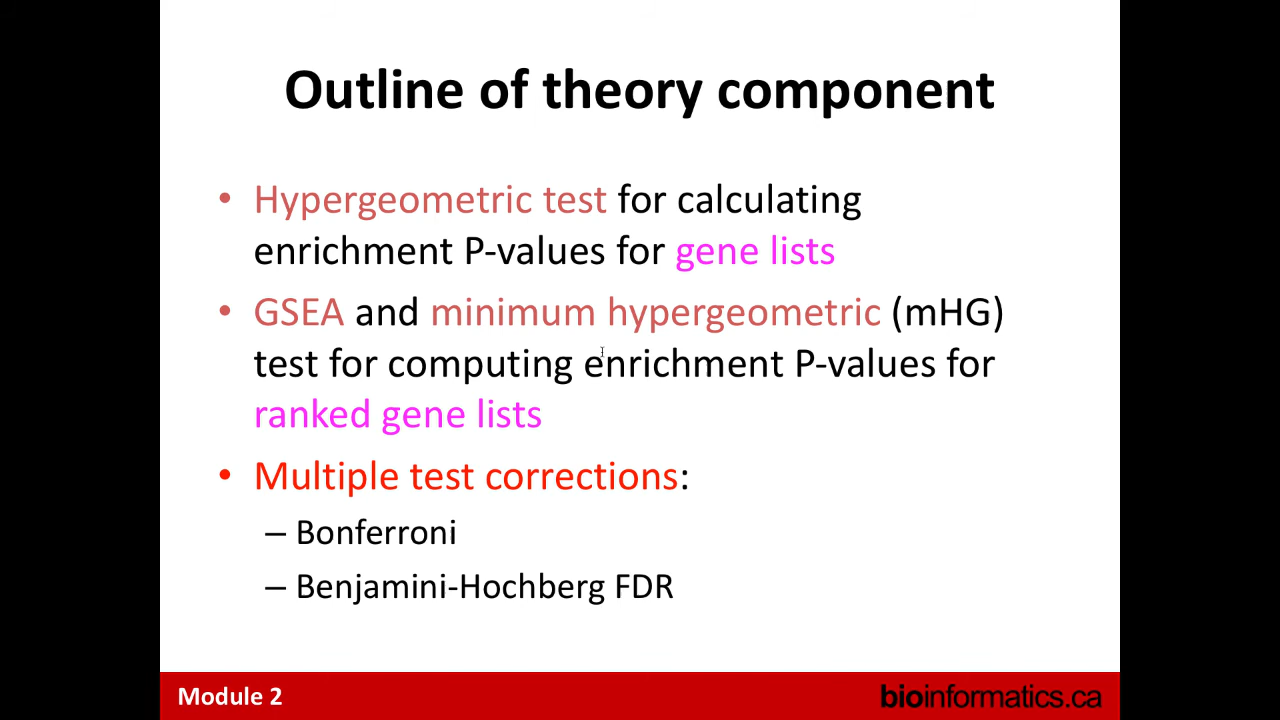 Outline of theory component
• Hypergeometric test for calculating
enrichment P-values for gene lists
• GSEA and minimum hypergeometric (mHG)
test for computing enrichment P-values for
ranked gene lists
• Multiple test corrections:
– Bonferroni
– Benjamini-Hochberg FDR
Module 2
bioinformatics.ca